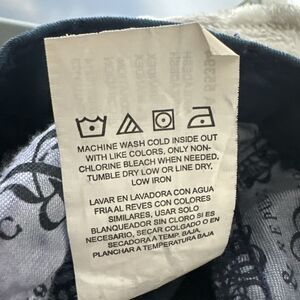 MACHINE WASH COLD INSIDE OUT
WITH LIKE COLORS, ONLY NON-
CHLORINE BLEACH WHEN NEEDED.
TUMBLE DRY LOW OR LINE DRY,
LOW IRON
LAVAR EN LAVADORA CON AGUA
FRIA AL REVES CON COLORES
SIMILARES, USAR SOLO
BLANQUEADOR SIN CLORO SI ES
NECESARIO, SECAR COLGADO O EN
SECADORA A TEMP. BAJA,
PLANCHAR A TEMPERATURA BAJA